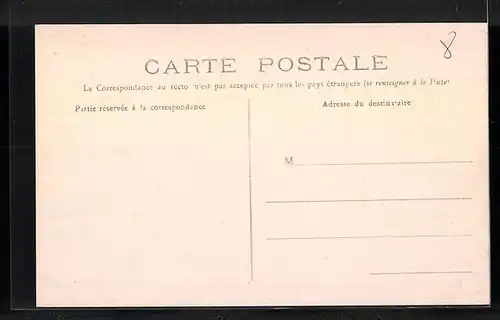 8
CARTE POSTALE
La Correspondance au recto n'est pas acceptée par tous les pays étrangers (se renseigner à la Poste)
Partie réservée à la correspondance
Adresse du destinataire
M